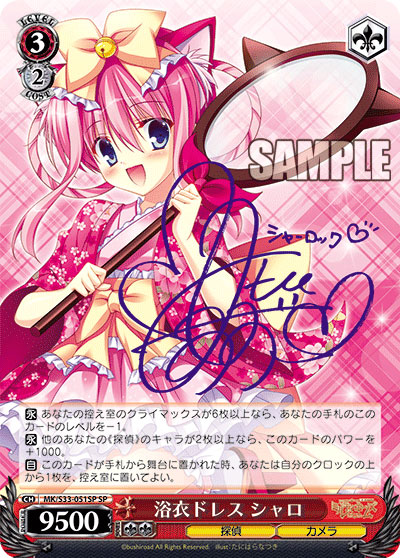 LEVEL
3
2
COST
SAMPLE
シャーロック♡
永 あなたの控え室のクライマックスが6枚以上なら、あなたの手札のこの
カードのレベルを-1。
永 他のあなたの《探偵》のキャラが2枚以上なら、このカードのパワーを
+1000。
自 このカードが手札から舞台に置かれた時、あなたは自分のクロックの上
から1枚を、控え室に置いてよい。
CH
MK/S33-051SP SP
POWER
9500
浴衣ドレス シャロ
探偵
カメラ
©bushiroad All Rights Reserved. illust:たにはらなつき